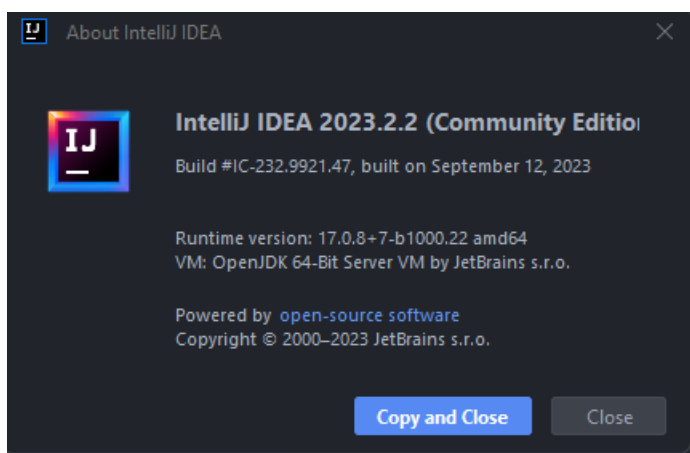 IJ
About IntelliJ IDEA
IJ
IntelliJ IDEA 2023.2.2 (Community Editio
Build #IC-232.9921.47, built on September 12, 2023
Runtime version: 17.0.8+7-b1000.22 amd64
VM: OpenJDK 64-Bit Server VM by JetBrains s.r.o.
Powered by open-source software
Copyright © 2000–2023 JetBrains s.r.o.
Copy and Close
Close